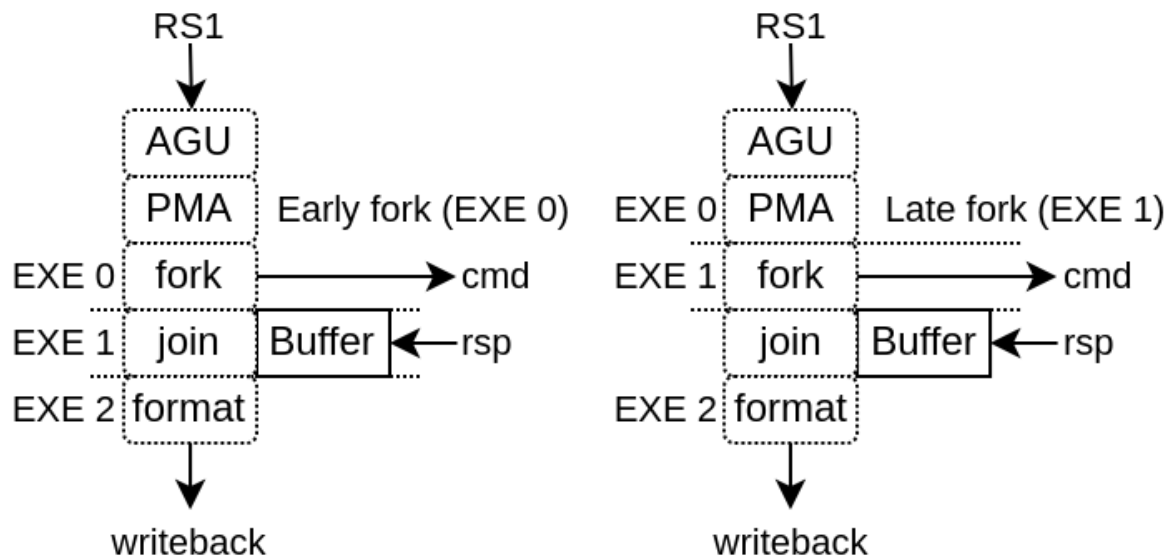 RS1
AGU
PMA
Early fork (EXE 0)
EXE 0
fork
cmd
EXE 1
join
Buffer
rsp
EXE 2
format
writeback
RS1
AGU
EXE 0
PMA
Late fork (EXE 1)
EXE 1
fork
cmd
join
Buffer
rsp
EXE 2
format
writeback